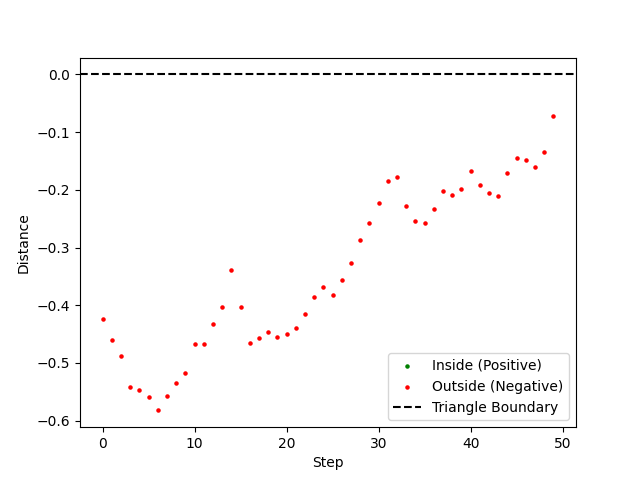 0.0
−0.1
−0.2
−0.3
−0.4
−0.5
−0.6
Distance
Inside (Positive)
Outside (Negative)
Triangle Boundary
0 10 20 30 40 50
Step